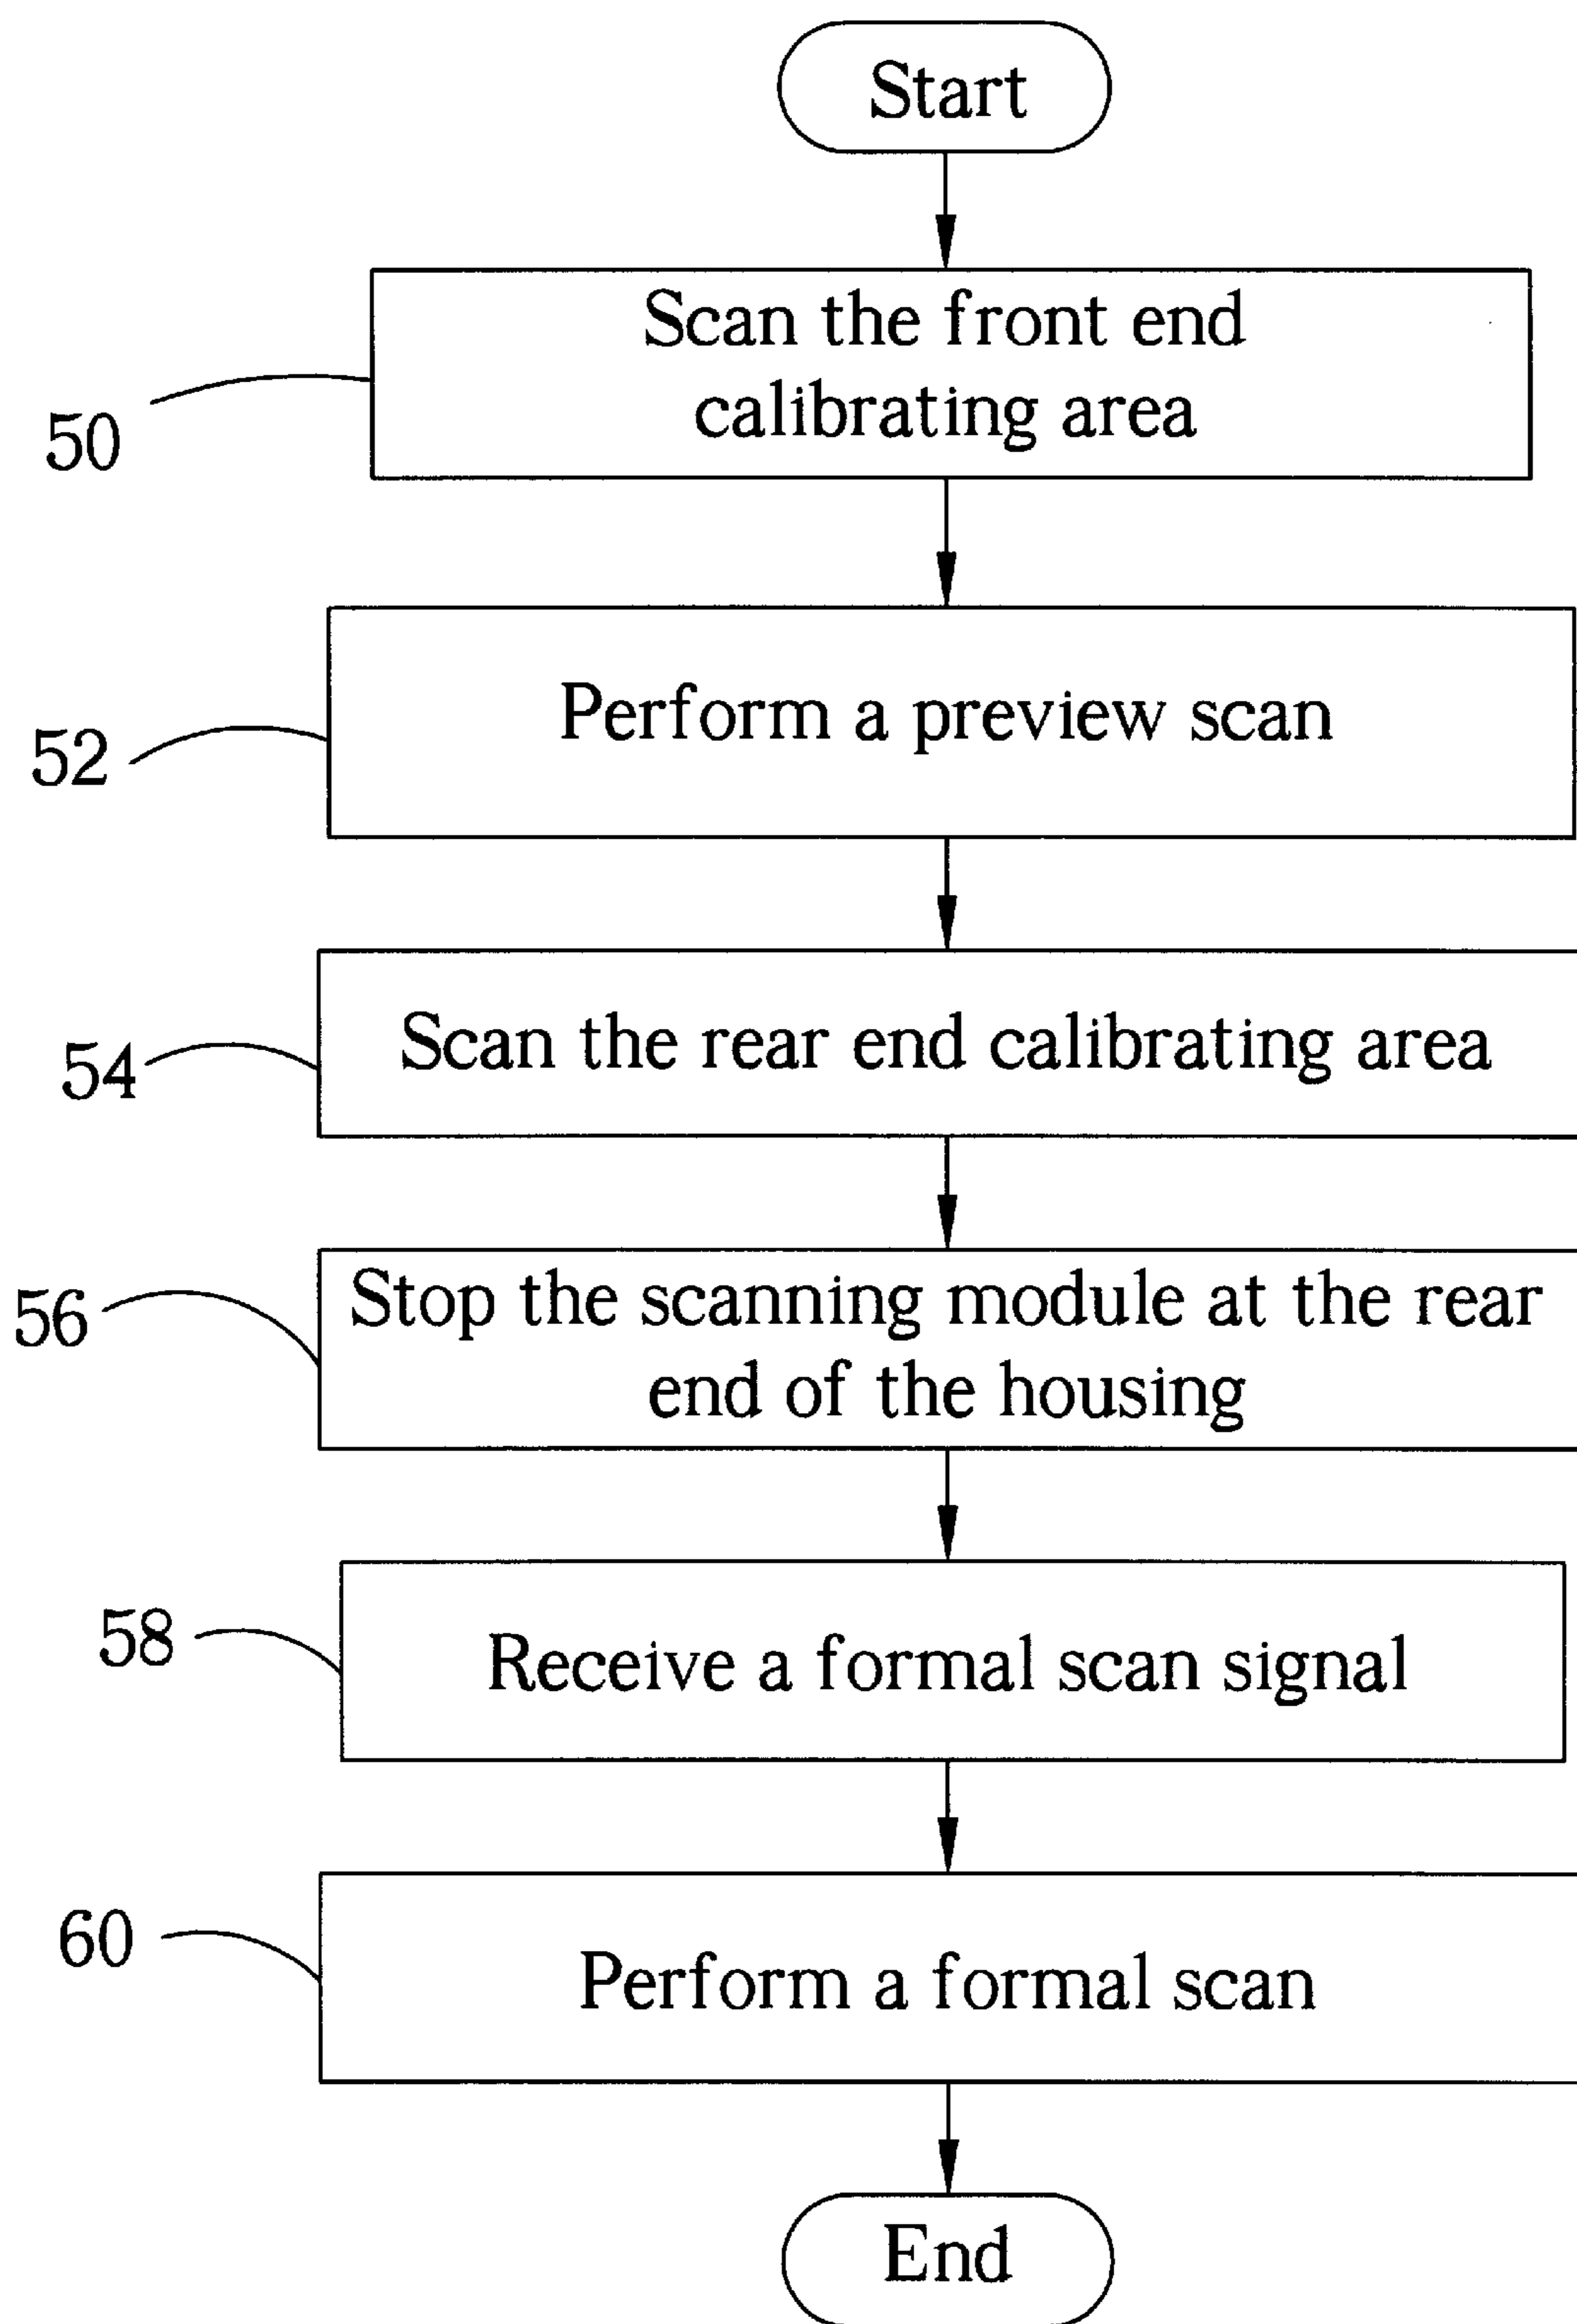 Start
Scan the front end
calibrating area
50
Perform a preview scan
52
Scan the rear end calibrating area
54
Stop the scanning module at the rear
end of the housing
56
Receive a formal scan signal
58
Perform a formal scan
60
End